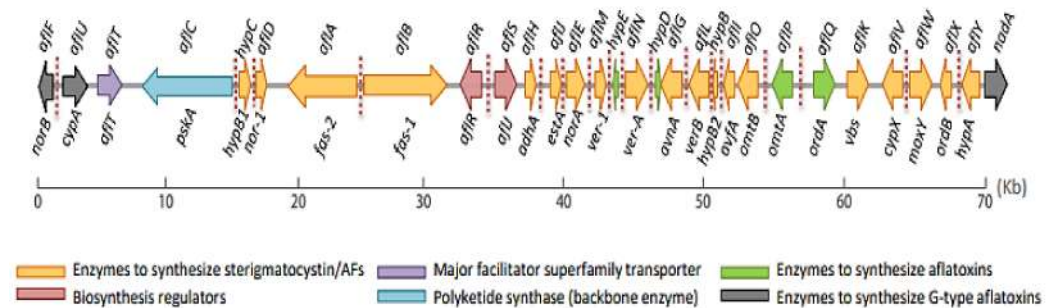 aflF aflU aflT aflC hypC aflD aflA aflB aflR aflS aflH aflJ aflE aflM hypE aflN hypD aflG aflL hypB aflI aflO aflP aflQ aflK aflV aflW aflX aflY nadA
norB cypA aflT pskA hypB1 nor-1 fas-2 fas-1 aflR aflJ adhA estA norA ver-1 ver-A avnA verB hypB2 avfA omtB omtA ordA vbs cypX moxY ordB hypA
0 10 20 30 40 50 60 70 (Kb)
Enzymes to synthesize sterigmatocystin/AFs Major facilitator superfamily transporter Enzymes to synthesize aflatoxins
Biosynthesis regulators Polyketide synthase (backbone enzyme) Enzymes to synthesize G-type aflatoxins